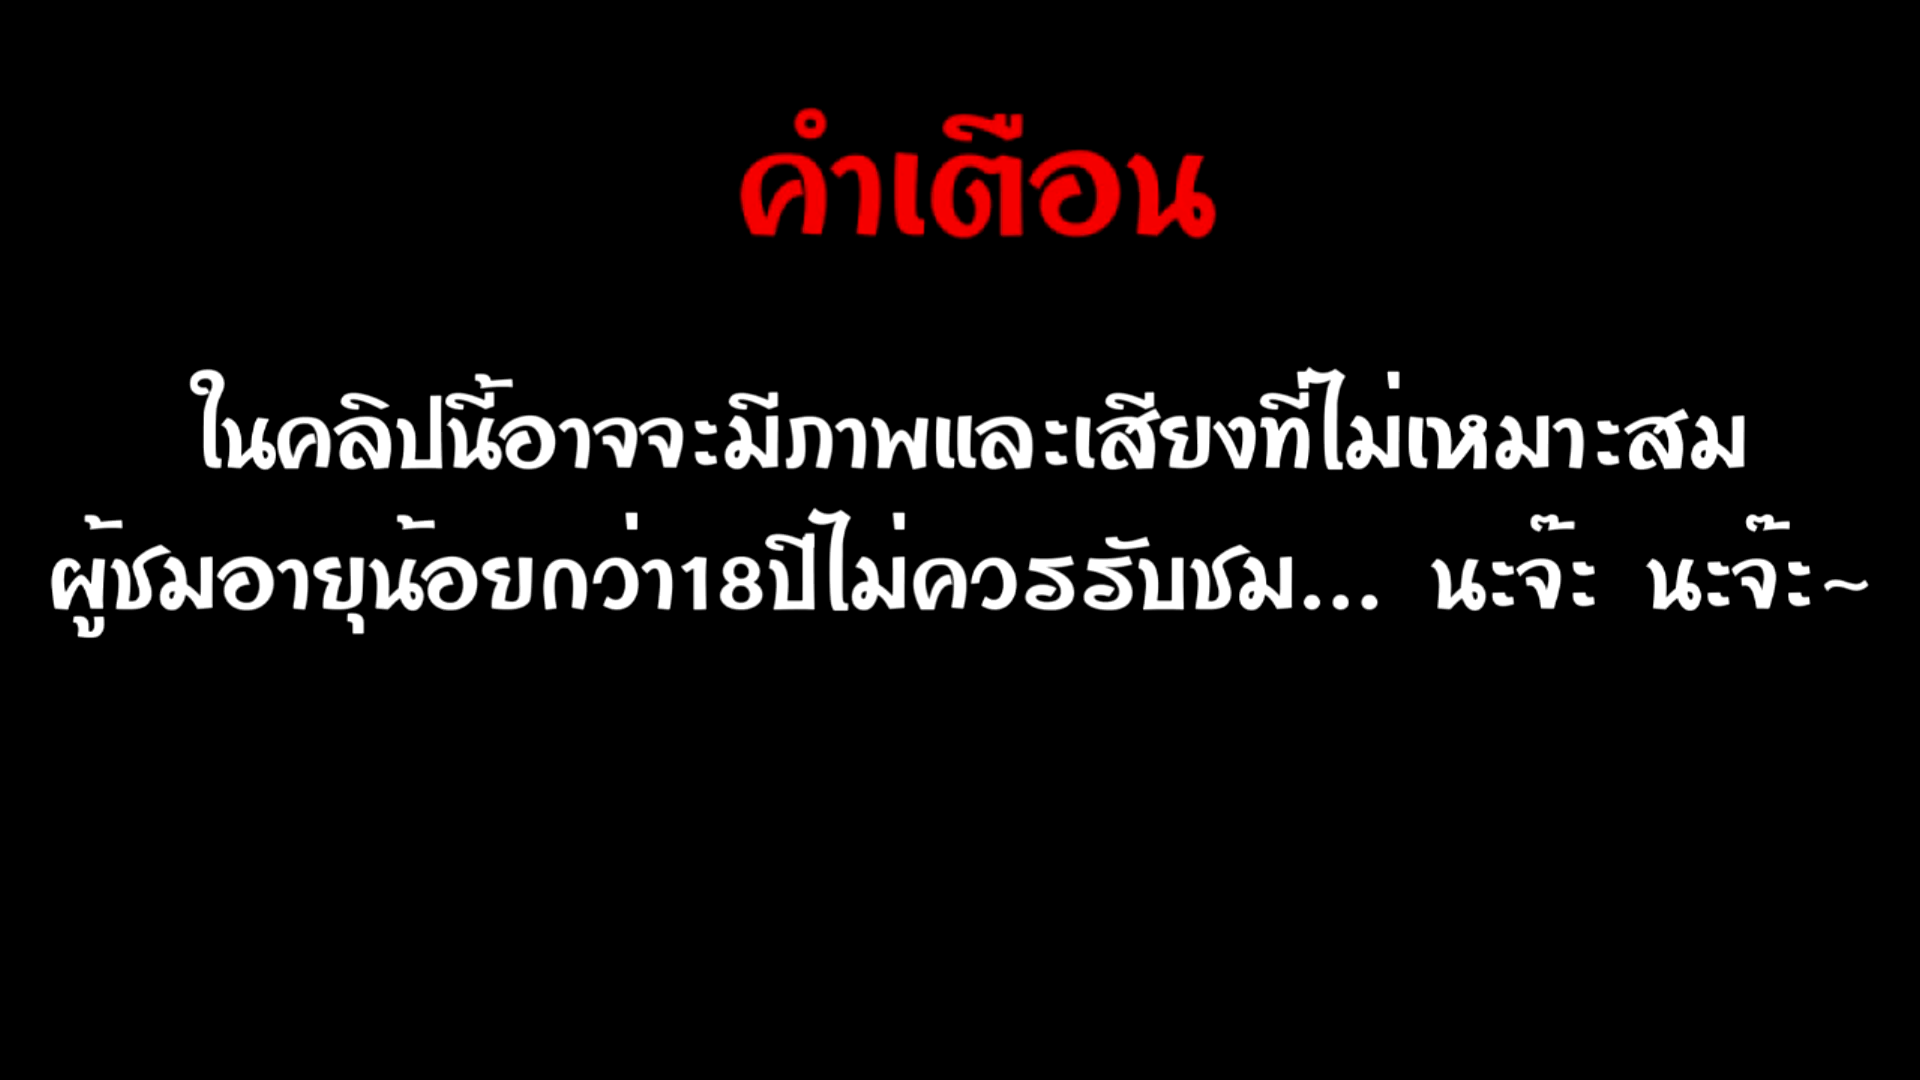 คำเตือน
ในคลิปนี้อาจจะมีภาพและเสียงที่ไม่เหมาะสม
ผู้ชมอายุน้อยกว่า18ปีไม่ควรรับชม... นะจ๊ะ นะจ๊ะ~